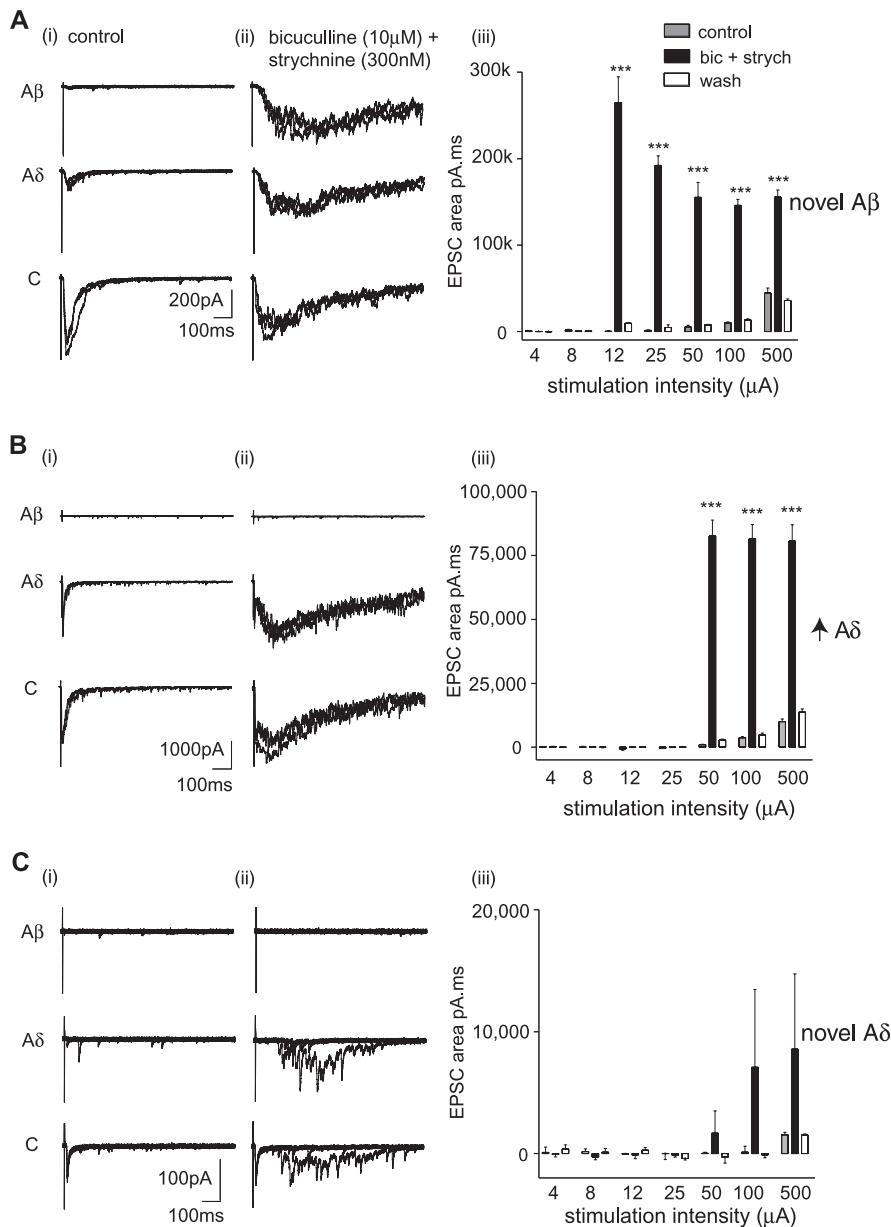 A
(i) control
(ii) bicuculline (10μM) +
strychnine (300nM)
Aβ
Aδ
C
200pA
100ms
(iii)
control
bic + strych
wash
EPSC area pA.ms
300k
200k
100k
0
*** *** *** *** ***
novel Aβ
4 8 12 25 50 100 500
stimulation intensity (μA)
B
(i)
(ii)
Aβ
Aδ
C
1000pA
100ms
(iii)
EPSC area pA.ms
100,000
75,000
50,000
25,000
0
*** *** ***
Aδ
4 8 12 25 50 100 500
stimulation intensity (μA)
C
(i)
(ii)
Aβ
Aδ
C
100pA
100ms
(iii)
EPSC area pA.ms
20,000
10,000
0
novel Aδ
4 8 12 25 50 100 500
stimulation intensity (μA)